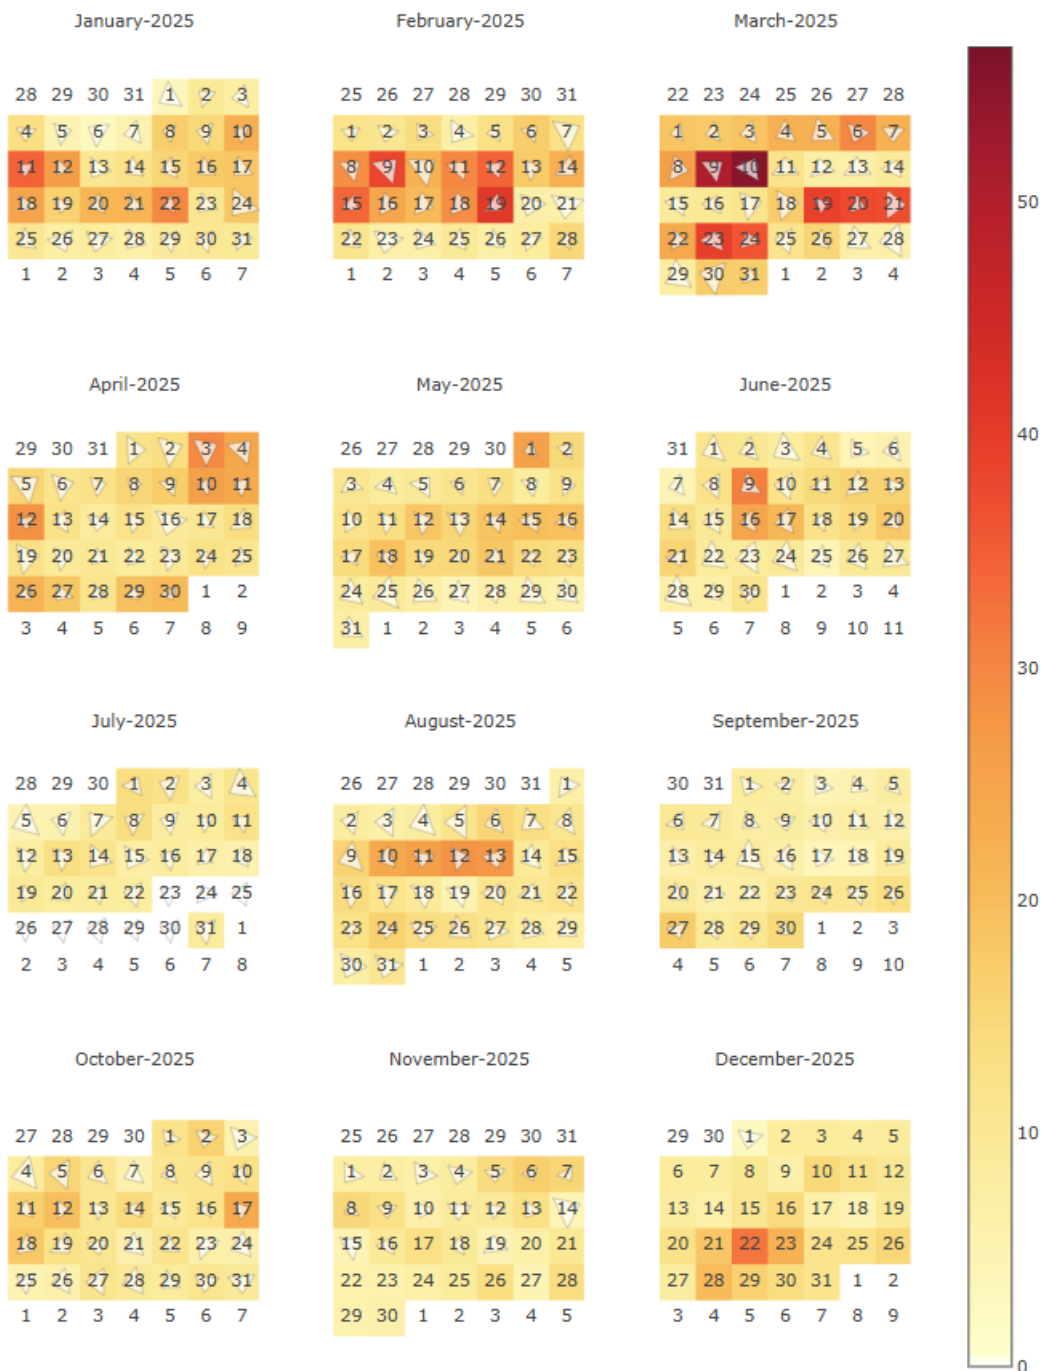 January-2025 February-2025 March-2025
28 29 30 31 1 2 3 25 26 27 28 29 30 31 22 23 24 25 26 27 28
4 5 6 7 8 9 10 1 2 3 4 5 6 7 1 2 3 4 5 6 7
11 12 13 14 15 16 17 8 9 10 11 12 13 14 8 9 10 11 12 13 14
18 19 20 21 22 23 24 15 16 17 18 19 20 21 15 16 17 18 19 20 21 50
25 26 27 28 29 30 31 22 23 24 25 26 27 28 22 23 24 25 26 27 28
1 2 3 4 5 6 7 1 2 3 4 5 6 7 29 30 31 1 2 3 4
April-2025 May-2025 June-2025
40
29 30 31 1 2 3 4 26 27 28 29 30 1 2 31 1 2 3 4 5 6
5 6 7 8 9 10 11 3 4 5 6 7 8 9 7 8 9 10 11 12 13
12 13 14 15 16 17 18 10 11 12 13 14 15 16 14 15 16 17 18 19 20
19 20 21 22 23 24 25 17 18 19 20 21 22 23 21 22 23 24 25 26 27
26 27 28 29 30 1 2 24 25 26 27 28 29 30 28 29 30 1 2 3 4
3 4 5 6 7 8 9 31 1 2 3 4 5 6 5 6 7 8 9 10 11
30
July-2025 August-2025 September-2025
28 29 30 1 2 3 4 26 27 28 29 30 31 1 30 31 1 2 3 4 5
5 6 7 8 9 10 11 2 3 4 5 6 7 8 6 7 8 9 10 11 12
12 13 14 15 16 17 18 9 10 11 12 13 14 15 13 14 15 16 17 18 19
19 20 21 22 23 24 25 16 17 18 19 20 21 22 20 21 22 23 24 25 26
20
26 27 28 29 30 31 1 23 24 25 26 27 28 29 27 28 29 30 1 2 3
2 3 4 5 6 7 8 30 31 1 2 3 4 5 4 5 6 7 8 9 10
October-2025 November-2025 December-2025
27 28 29 30 1 2 3 25 26 27 28 29 30 31 29 30 1 2 3 4 5 10
4 5 6 7 8 9 10 1 2 3 4 5 6 7 6 7 8 9 10 11 12
11 12 13 14 15 16 17 8 9 10 11 12 13 14 13 14 15 16 17 18 19
18 19 20 21 22 23 24 15 16 17 18 19 20 21 20 21 22 23 24 25 26
25 26 27 28 29 30 31 22 23 24 25 26 27 28 27 28 29 30 31 1 2
1 2 3 4 5 6 7 29 30 1 2 3 4 5 3 4 5 6 7 8 9
0